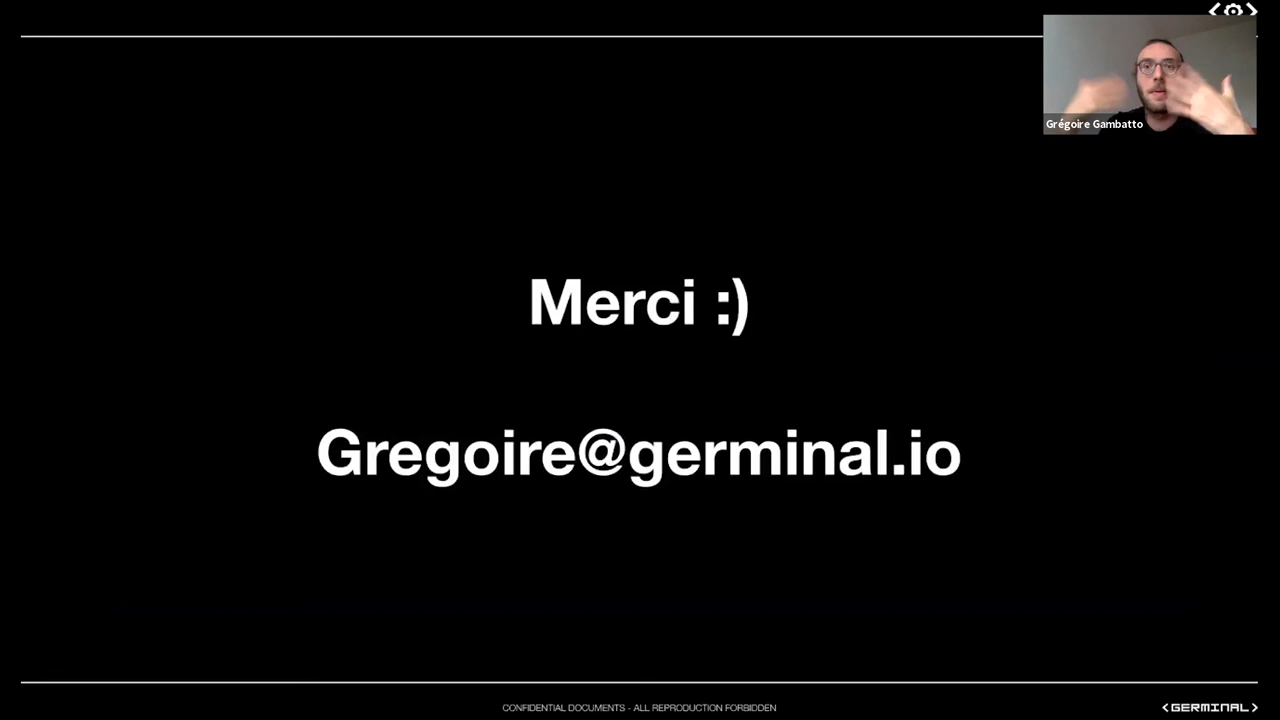 Grégoire Gambatto
Merci :)
Gregoire@germinal.io
CONFIDENTIAL DOCUMENTS - ALL REPRODUCTION FORBIDDEN
<GERMINAL>